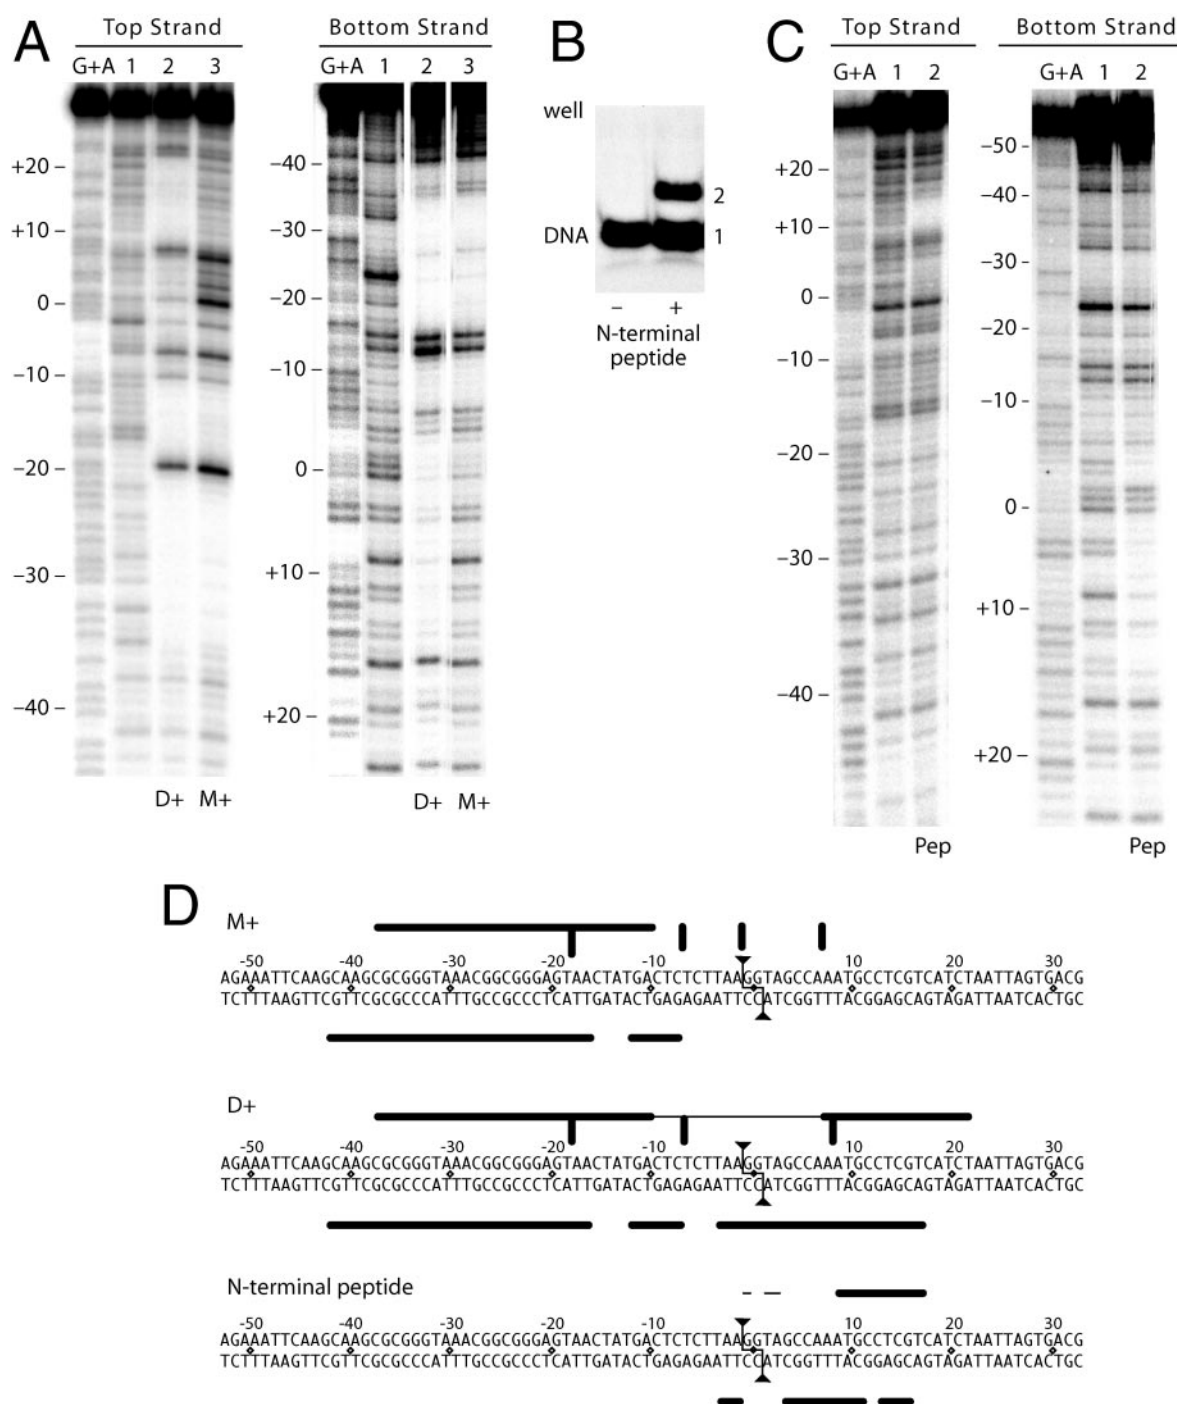 A
Top Strand
G+A 1 2 3
+20
+10
0
−10
−20
−30
−40
D+ M+
Bottom Strand
G+A 1 2 3
−40
−30
−20
−10
0
+10
+20
D+ M+
B
well
DNA
2
1
− +
N-terminal
peptide
C
Top Strand
G+A 1 2
+20
+10
0
−10
−20
−30
−40
Pep
Bottom Strand
G+A 1 2
−50
−40
−30
−20
−10
0
+10
+20
Pep
D
M+
-50 -40 -30 -20 -10 10 20 30
AGAAATTCAAGCAAGCGCGGGTAAACGGCGGGAGTAACTATGACTCTCTTAAGGTAGCCAAATGCCTCGTCATCTAATTAGTGACG
TCTTTAAGTTCGTTCGCGCCCATTTGCCGCCCTCATTGATACTGAGAGAATTCCATCGGTTTACGGAGCAGTAGATTAATCACTGC
D+
-50 -40 -30 -20 -10 10 20 30
AGAAATTCAAGCAAGCGCGGGTAAACGGCGGGAGTAACTATGACTCTCTTAAGGTAGCCAAATGCCTCGTCATCTAATTAGTGACG
TCTTTAAGTTCGTTCGCGCCCATTTGCCGCCCTCATTGATACTGAGAGAATTCCATCGGTTTACGGAGCAGTAGATTAATCACTGC
N-terminal peptide
-50 -40 -30 -20 -10 10 20 30
AGAAATTCAAGCAAGCGCGGGTAAACGGCGGGAGTAACTATGACTCTCTTAAGGTAGCCAAATGCCTCGTCATCTAATTAGTGACG
TCTTTAAGTTCGTTCGCGCCCATTTGCCGCCCTCATTGATACTGAGAGAATTCCATCGGTTTACGGAGCAGTAGATTAATCACTGC